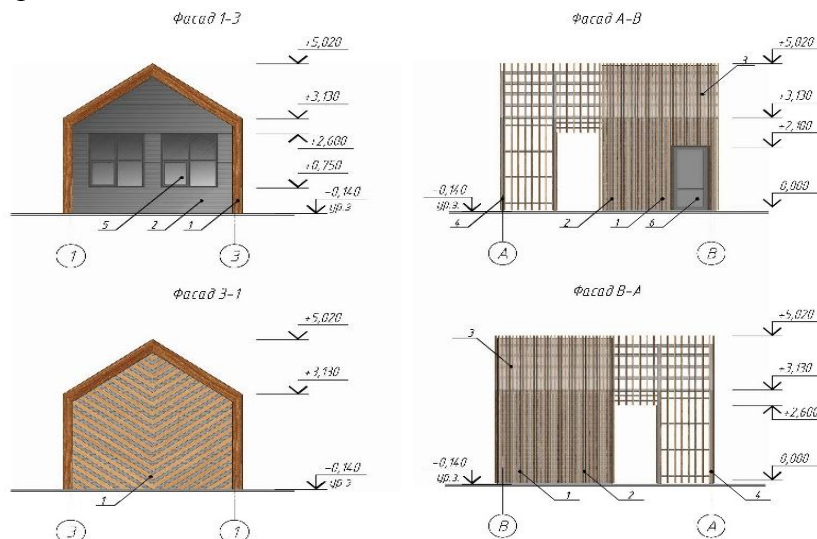 Фасад 1-3
+5,020
+3,130
+2,600
+0,750
-0,140
ур.з.
5
2
1
1
3
Фасад А-В
+5,020
3
+3,130
+2,100
-0,140
ур.з.
0,000
4
2
1
6
А
В
Фасад 3-1
+5,020
+3,130
-0,140
ур.з
1
3
1
Фасад В-А
+5,020
3
+3,130
+2,600
-0,140
ур.з.
0,000
1
2
4
В
А